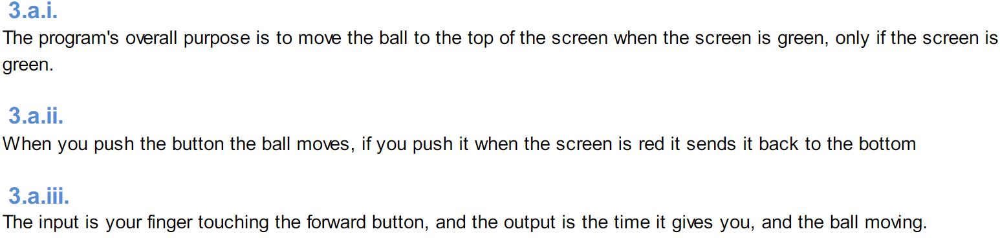 3.a.i.
The program's overall purpose is to move the ball to the top of the screen when the screen is green, only if the screen is
green.
3.a.ii.
When you push the button the ball moves, if you push it when the screen is red it sends it back to the bottom
3.a.iii.
The input is your finger touching the forward button, and the output is the time it gives you, and the ball moving.